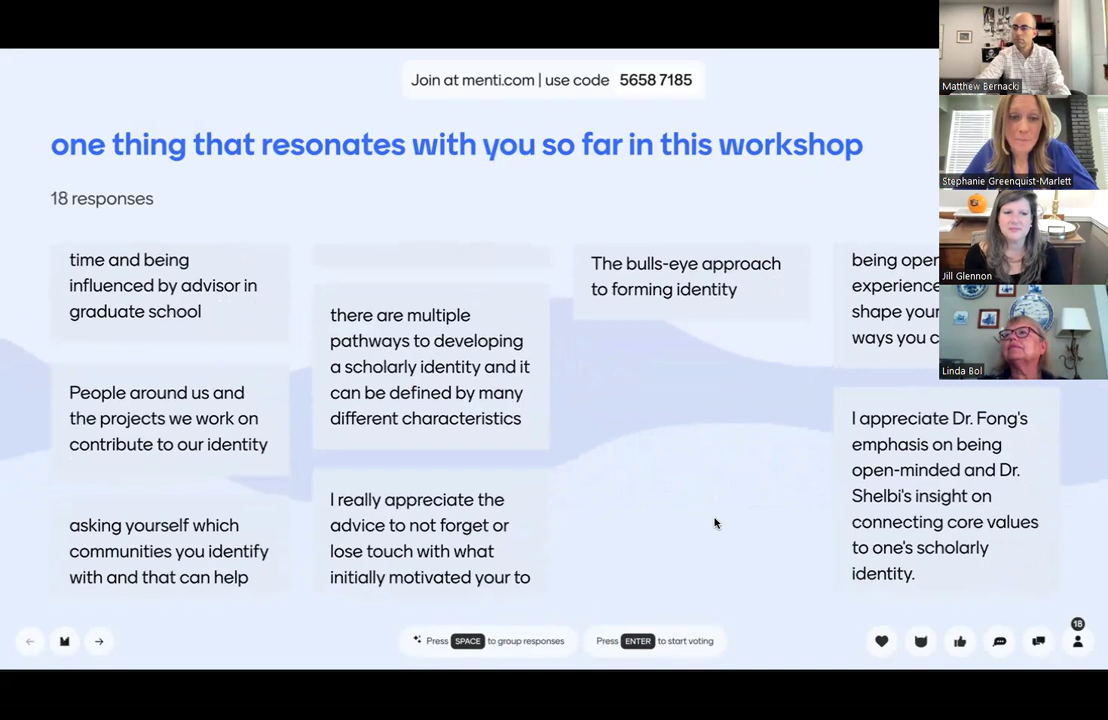 Join at menti.com | use code 5658 7185
one thing that resonates with you so far in this workshop
18 responses
time and being
influenced by advisor in
graduate school
People around us and
the projects we work on
contribute to our identity
asking yourself which
communities you identify
with and that can help
there are multiple
pathways to developing
a scholarly identity and it
can be defined by many
different characteristics
I really appreciate the
advice to not forget or
lose touch with what
initially motivated your to
The bulls-eye approach
to forming identity
being oper
experience
shape your
ways you c
I appreciate Dr. Fong's
emphasis on being
open-minded and Dr.
Shelbi's insight on
connecting core values
to one's scholarly
identity.
Matthew Bernacki
Stephanie Greenquist-Marlett
Jill Glennon
Linda Bol
Press SPACE to group responses
Press ENTER to start voting
18